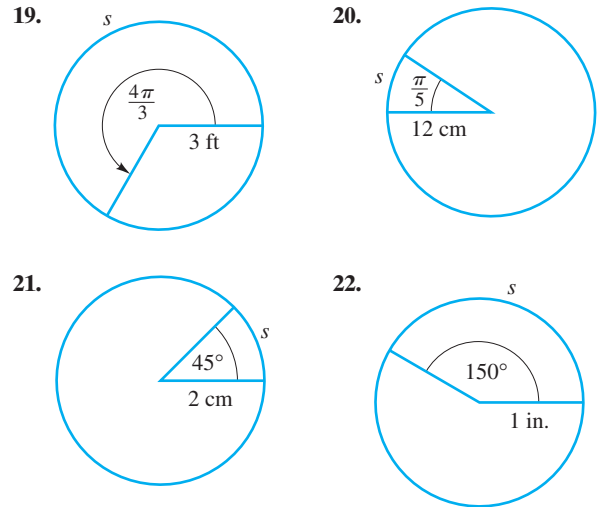 19.
s
4π
3
3 ft
20.
s
π
5
12 cm
21.
s
45°
2 cm
22.
s
150°
1 in.